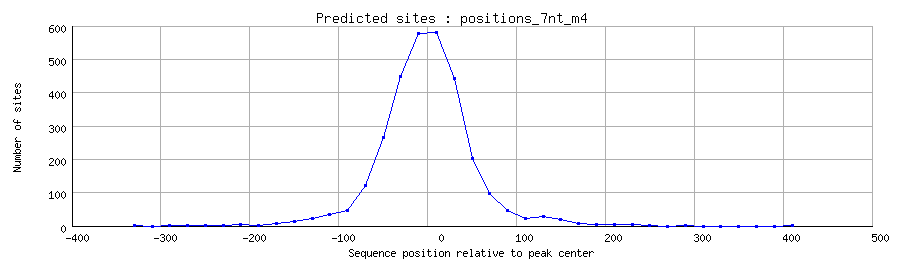 Predicted sites : positions_7nt_m4
600
500
400
300
200
100
0
Number of sites
-400 -300 -200 -100 0 100 200 300 400 500
Sequence position relative to peak center